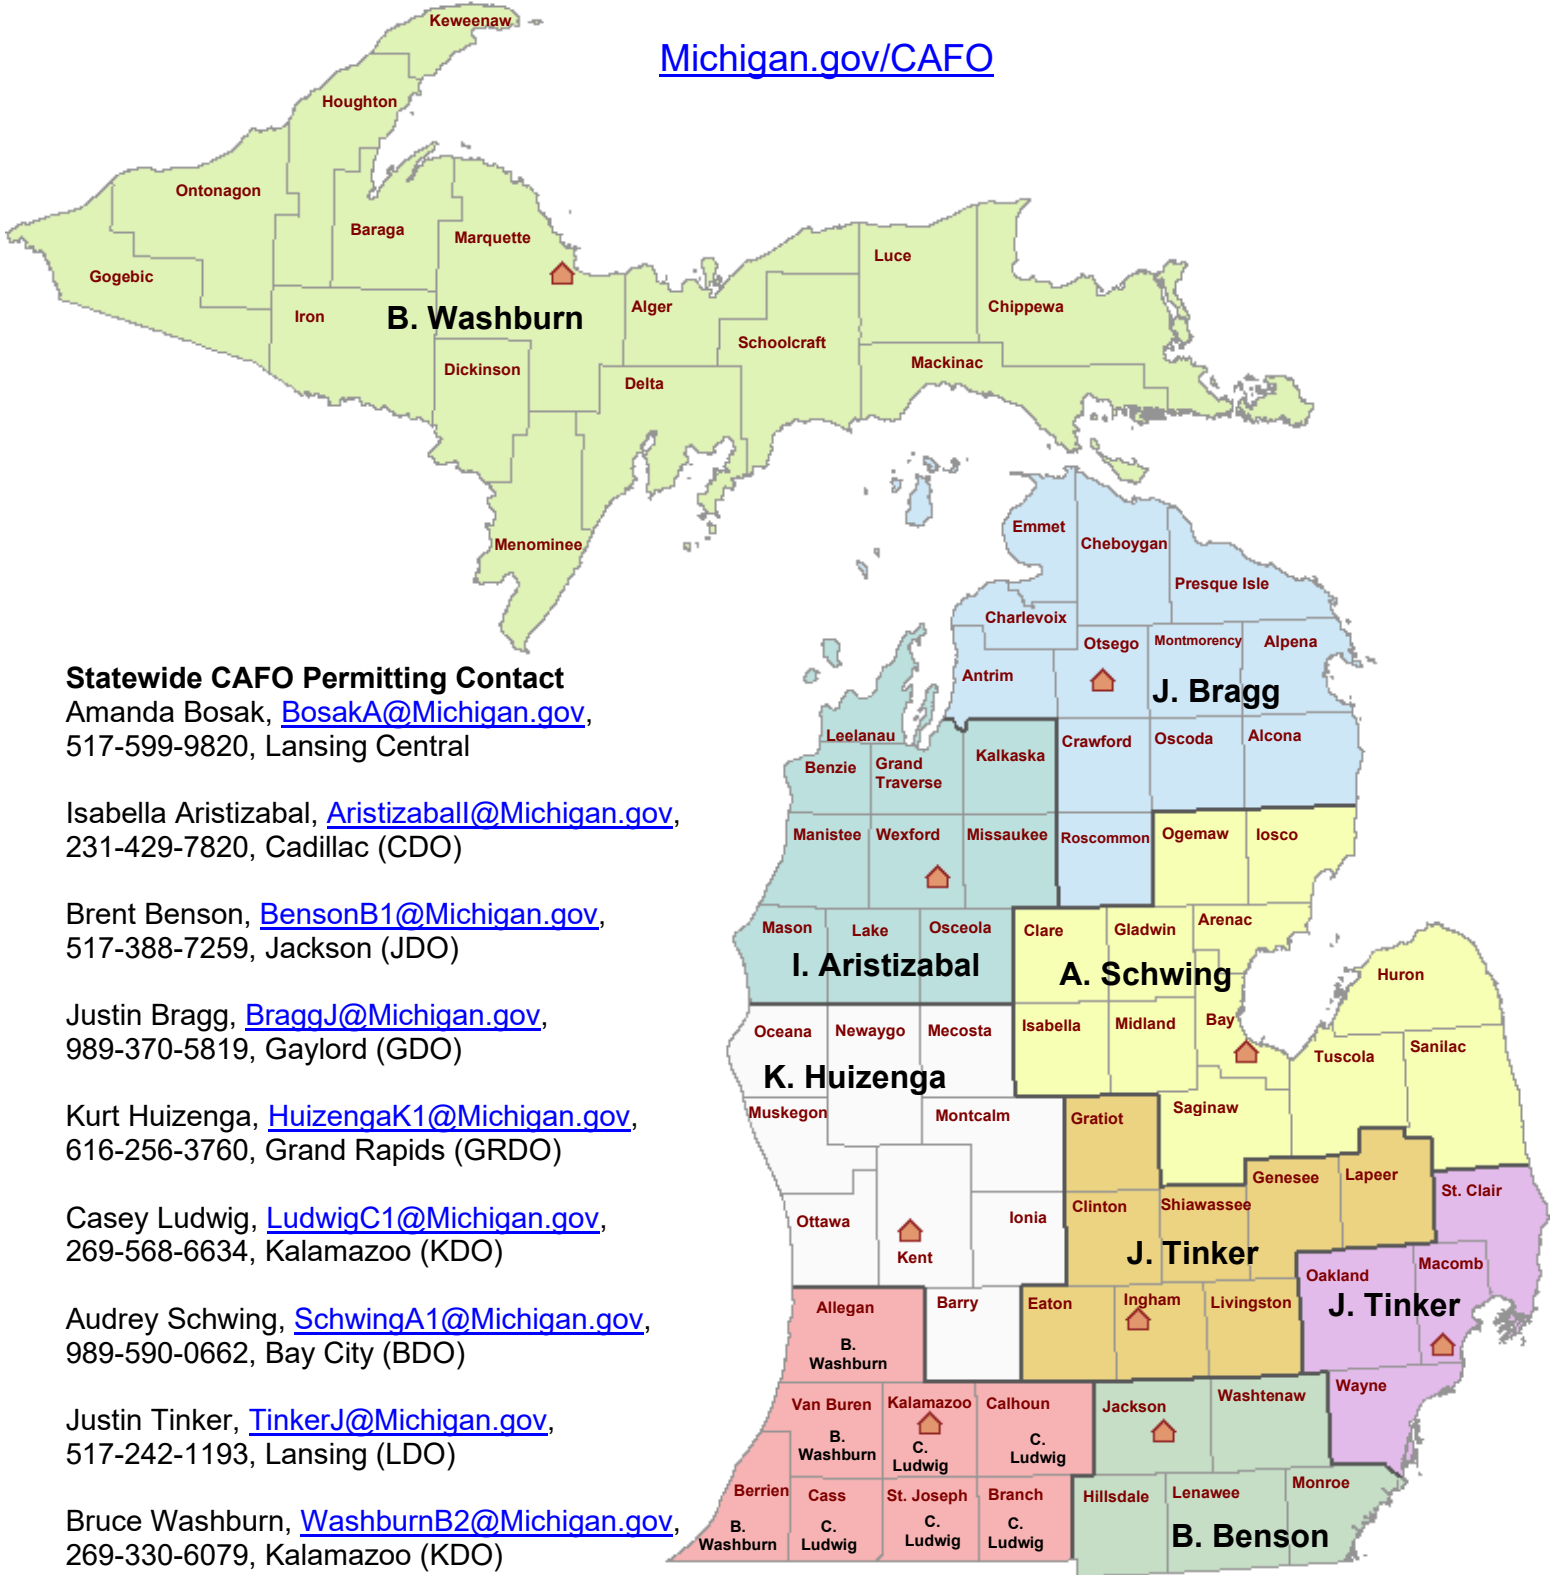 Michigan.gov/CAFO
Keweenaw
Houghton
Ontonagon
Baraga
Marquette
Gogebic
Iron
B. Washburn
Alger
Luce
Chippewa
Schoolcraft
Mackinac
Dickinson
Delta
Menominee
Emmet
Cheboygan
Presque Isle
Charlevoix
Otsego
Montmorency
Alpena
Antrim
J. Bragg
Crawford
Oscoda
Alcona
Roscommon
Leelanau
Benzie
Grand
Traverse
Kalkaska
Manistee
Wexford
Missaukee
Mason
Lake
Osceola
I. Aristizabal
Ogemaw
Iosco
Clare
Gladwin
Arenac
A. Schwing
Huron
Isabella
Midland
Bay
Tuscola
Sanilac
Saginaw
Oceana
Newaygo
Mecosta
K. Huizenga
Muskegon
Montcalm
Ottawa
Kent
Ionia
Barry
Gratiot
Clinton
Shiawassee
Genesee
Lapeer
J. Tinker
Eaton
Ingham
Livingston
St. Clair
Oakland
Macomb
J. Tinker
Wayne
Allegan
B.
Washburn
Van Buren
B.
Washburn
Kalamazoo
C.
Ludwig
Calhoun
C.
Ludwig
Berrien
B.
Washburn
Cass
C.
Ludwig
St. Joseph
C.
Ludwig
Branch
C.
Ludwig
Jackson
Washtenaw
Hillsdale
Lenawee
Monroe
B. Benson
Statewide CAFO Permitting Contact
Amanda Bosak, BosakA@Michigan.gov,
517-599-9820, Lansing Central
Isabella Aristizabal, AristizabalI@Michigan.gov,
231-429-7820, Cadillac (CDO)
Brent Benson, BensonB1@Michigan.gov,
517-388-7259, Jackson (JDO)
Justin Bragg, BraggJ@Michigan.gov,
989-370-5819, Gaylord (GDO)
Kurt Huizenga, HuizengaK1@Michigan.gov,
616-256-3760, Grand Rapids (GRDO)
Casey Ludwig, LudwigC1@Michigan.gov,
269-568-6634, Kalamazoo (KDO)
Audrey Schwing, SchwingA1@Michigan.gov,
989-590-0662, Bay City (BDO)
Justin Tinker, TinkerJ@Michigan.gov,
517-242-1193, Lansing (LDO)
Bruce Washburn, WashburnB2@Michigan.gov,
269-330-6079, Kalamazoo (KDO)